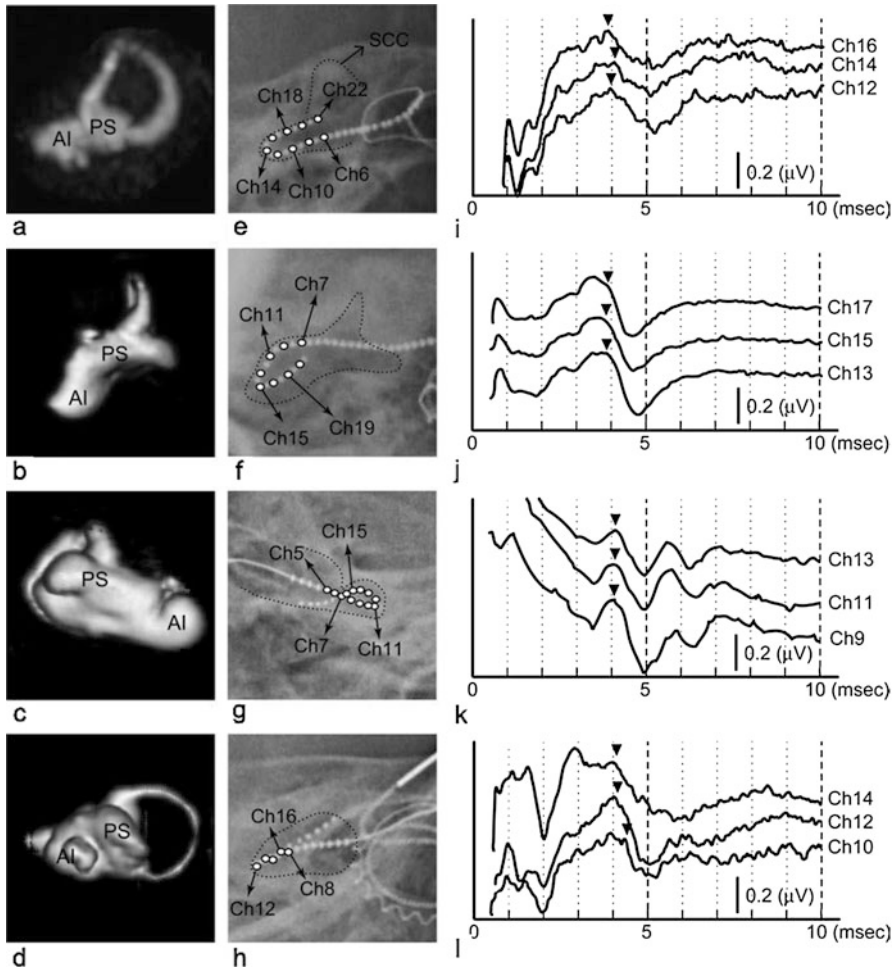 AI
PS
a
SCC
Ch18
Ch22
Ch14
Ch10
Ch6
e
Ch16
Ch14
Ch12
0.2 (μV)
0 5 10 (msec)
i
PS
AI
b
Ch7
Ch11
Ch15
Ch19
f
Ch17
Ch15
Ch13
0.2 (μV)
0 5 10 (msec)
j
PS
AI
c
Ch15
Ch5
Ch7
Ch11
g
Ch13
Ch11
Ch9
0.2 (μV)
0 5 10 (msec)
k
PS
AI
d
Ch16
Ch12
Ch8
h
Ch14
Ch12
Ch10
0.2 (μV)
0 5 10 (msec)
l